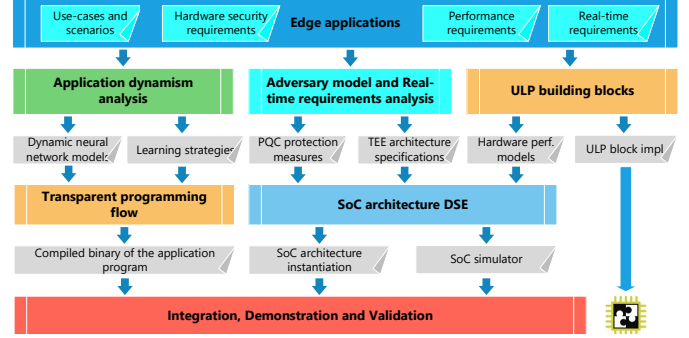 Use-cases and
scenarios
Hardware security
requirements
Edge applications
Performance
requirements
Real-time
requirements
Application dynamism
analysis
Adversary model and Real-
time requirements analysis
ULP building blocks
Dynamic neural
network models
Learning strategies
PQC protection
measures
TEE architecture
specifications
Hardware perf.
models
ULP block impl
Transparent programming
flow
SoC architecture DSE
Compiled binary of the application
program
SoC architecture
instantiation
SoC simulator
Integration, Demonstration and Validation